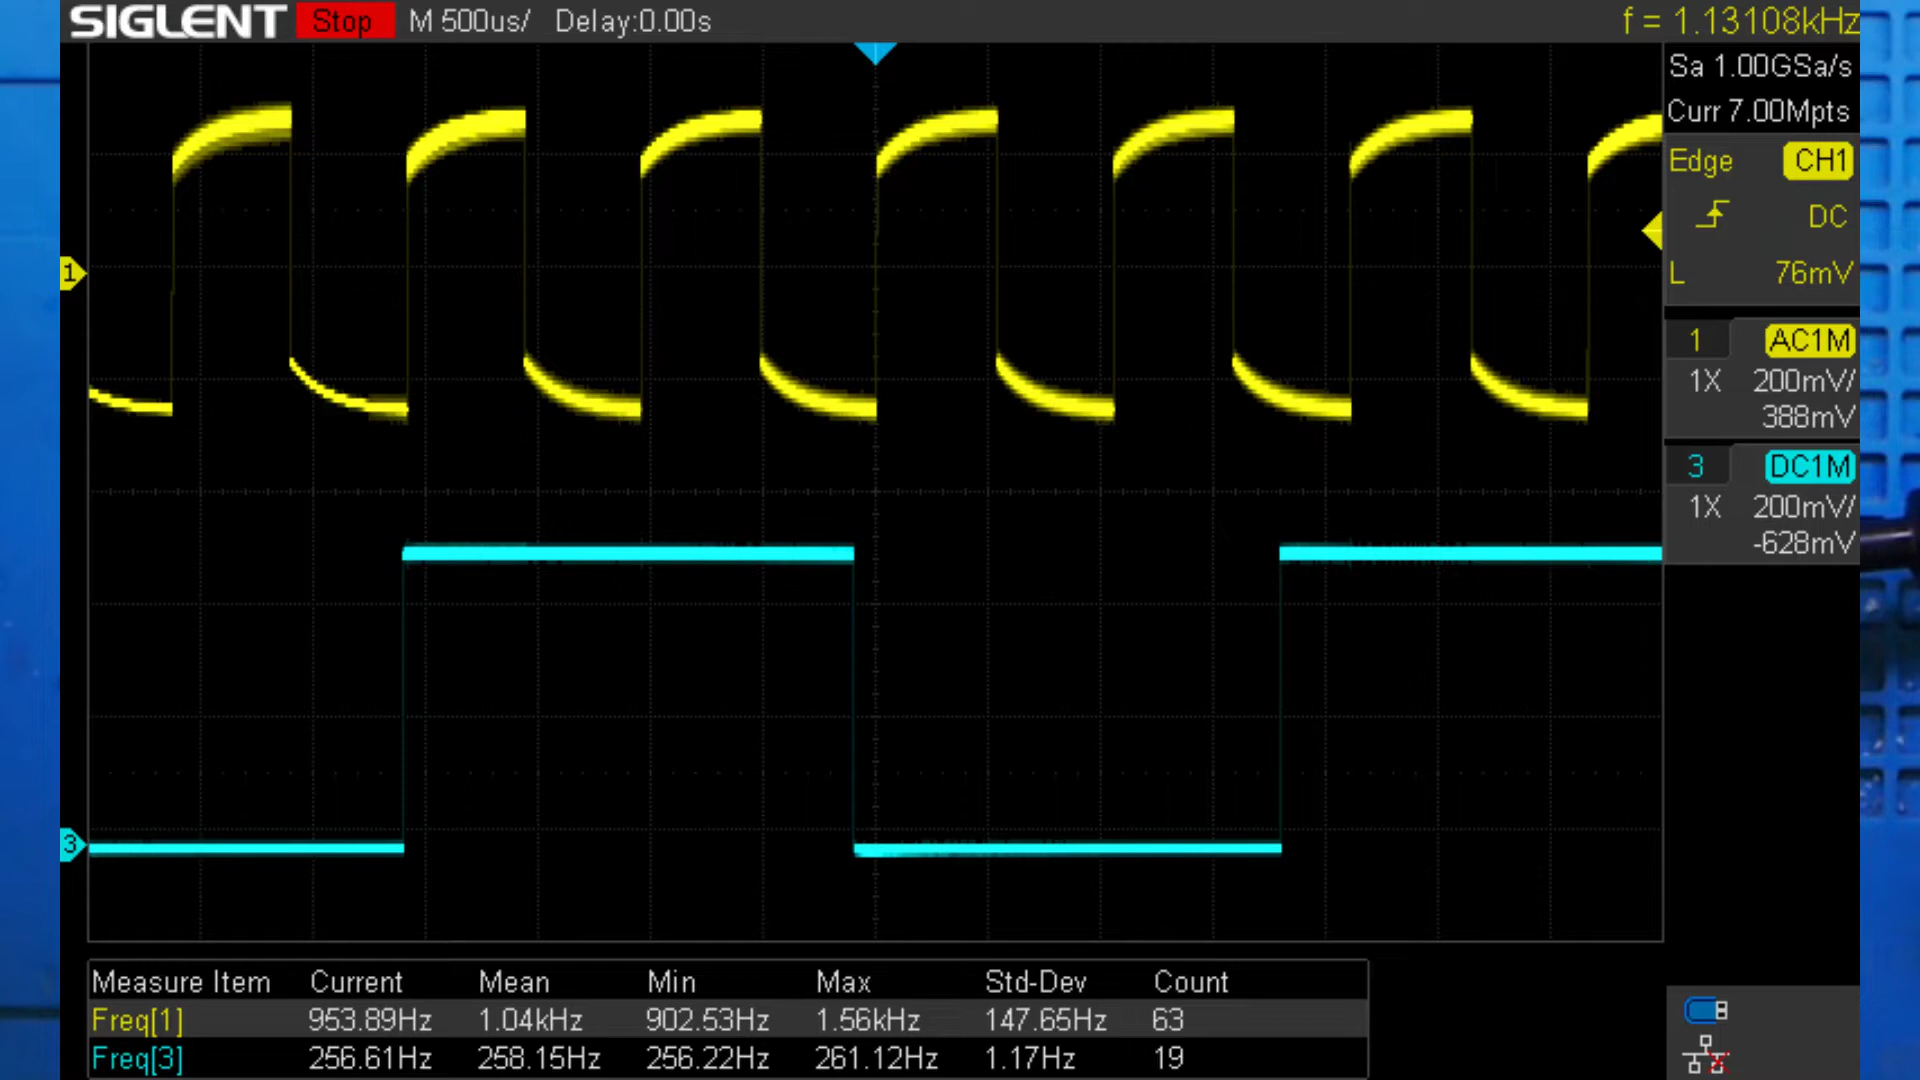 SIGLENT Stop M 500us/ Delay:0.00s f = 1.13108kHz
Sa 1.00GSa/s
Curr 7.00Mpts
Edge CH1
DC
L 76mV
1 AC1M
1X 200mV/
388mV
3 DC1M
1X 200mV/
-628mV
1
3
Measure Item Current Mean Min Max Std-Dev Count
Freq[1] 953.89Hz 1.04kHz 902.53Hz 1.56kHz 147.65Hz 63
Freq[3] 256.61Hz 258.15Hz 256.22Hz 261.12Hz 1.17Hz 19